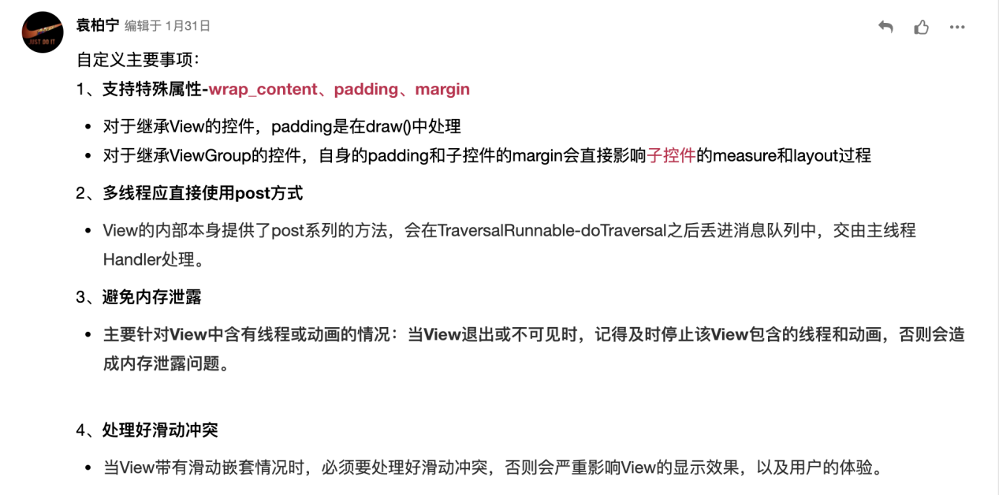 JUST DO IT
袁柏宁 编辑于 1月31日
自定义主要事项：
1、支持特殊属性-wrap_content、padding、margin
• 对于继承View的控件，padding是在draw()中处理
• 对于继承ViewGroup的控件，自身的padding和子控件的margin会直接影响子控件的measure和layout过程
2、多线程应直接使用post方式
• View的内部本身提供了post系列的方法，会在TraversalRunnable-doTraversal之后丢进消息队列中，交由主线程
Handler处理。
3、避免内存泄露
• 主要针对View中含有线程或动画的情况：当View退出或不可见时，记得及时停止该View包含的线程和动画，否则会造
成内存泄露问题。
4、处理好滑动冲突
• 当View带有滑动嵌套情况时，必须要处理好滑动冲突，否则会严重影响View的显示效果，以及用户的体验。